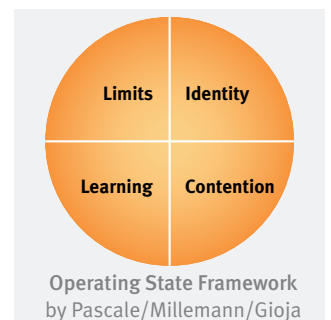 Limits Identity
Learning Contention
Operating State Framework
by Pascale/Millemann/Gioja